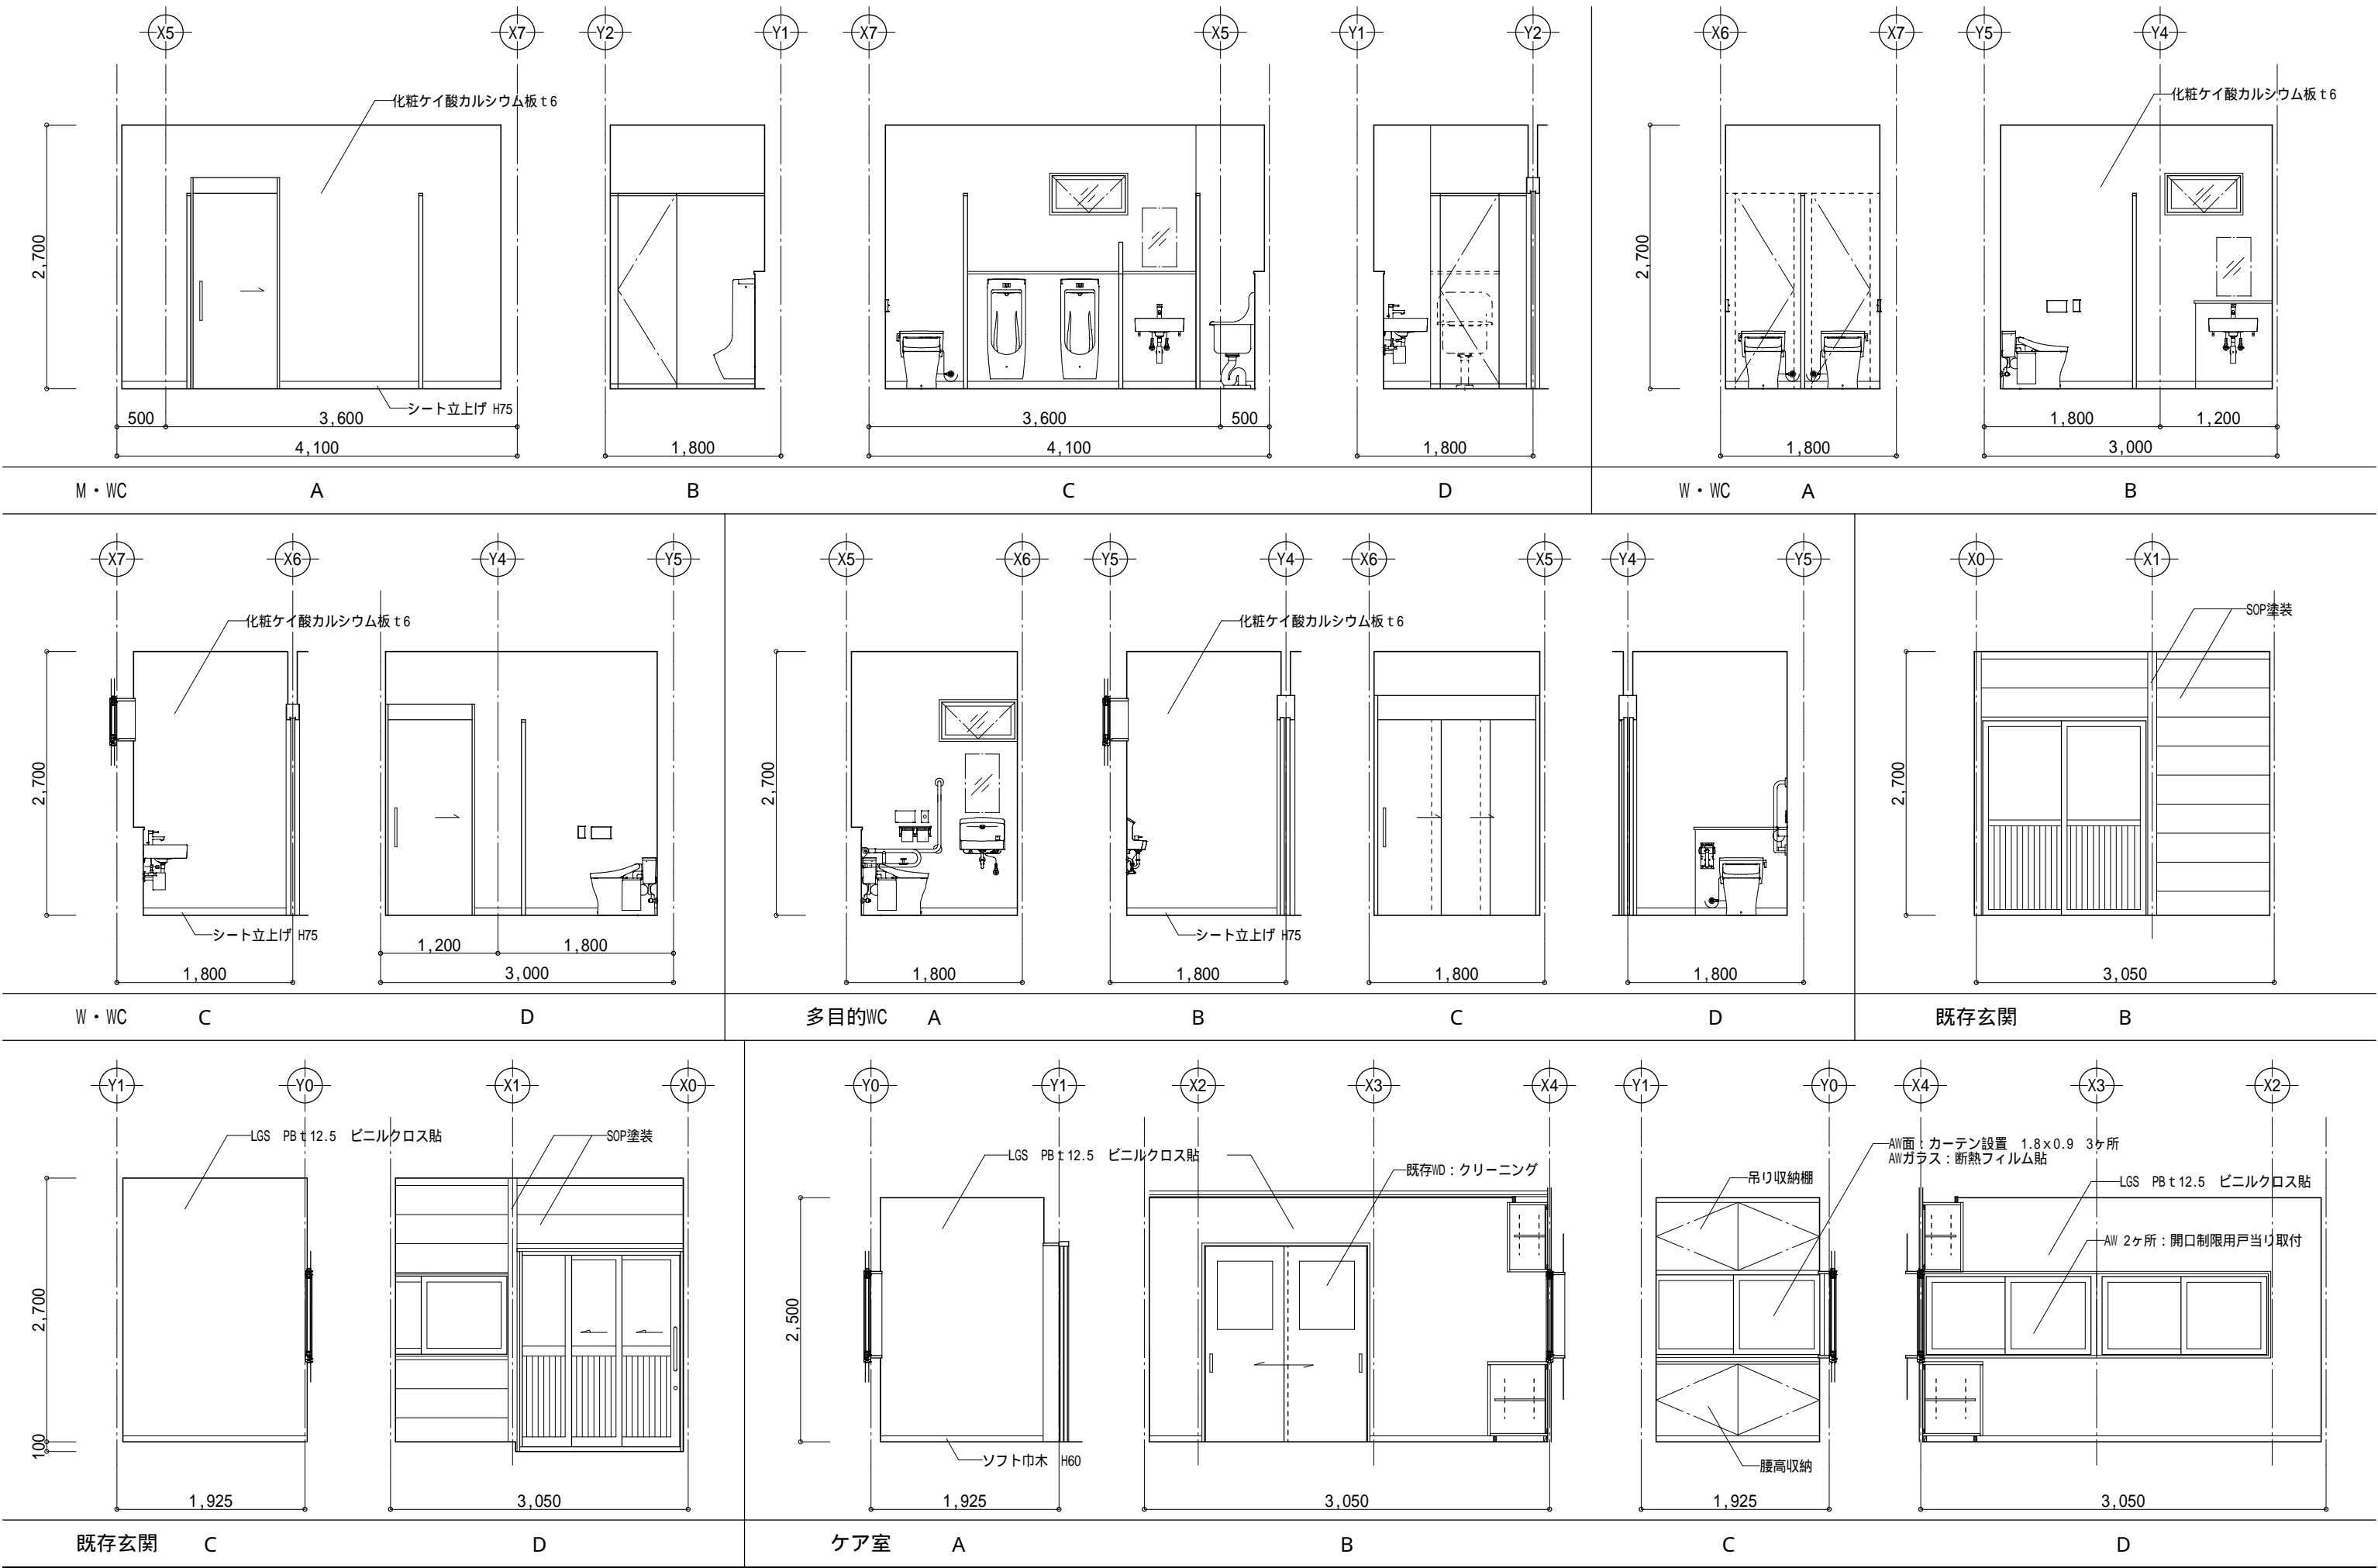 X5 X7 Y2 Y1 X7 X5 Y1 Y2 X6 X7 Y5 Y4
化粧ケイ酸カルシウム板ｔ6
化粧ケイ酸カルシウム板ｔ6
2,700
2,700
シート立上げ H75
500 3,600
4,100
1,800
3,600 500
4,100
1,800
1,800
1,800 1,200
3,000
M・WC A B C D
W・WC A B
X7 X6 Y4 Y5 X5 X6 Y5 Y4 X6 X5 Y4 Y5 X0 X1
化粧ケイ酸カルシウム板ｔ6
化粧ケイ酸カルシウム板ｔ6
SOP塗装
2,700
2,700
2,700
シート立上げ H75
シート立上げ H75
1,800
1,200 1,800
3,000
1,800
1,800
1,800
1,800
3,050
W・WC C D
多目的WC A B C D
既存玄関 B
Y1 Y0 X1 X0 Y0 Y1 X2 X3 X4 Y1 Y0 X4 X3 X2
LGS PBｔ12.5 ビニルクロス貼
SOP塗装
LGS PBｔ12.5 ビニルクロス貼
既存WD：クリーニング
吊り収納棚
AW面：カーテン設置 1.8x0.9 3ヶ所
AWガラス：断熱フィルム貼
LGS PBｔ12.5 ビニルクロス貼
AW 2ヶ所：開口制限用戸当り取付
2,700
100
2,500
ソフト巾木 H60
腰高収納
1,925
3,050
1,925
3,050
1,925
3,050
既存玄関 C D
ケア室 A B C D